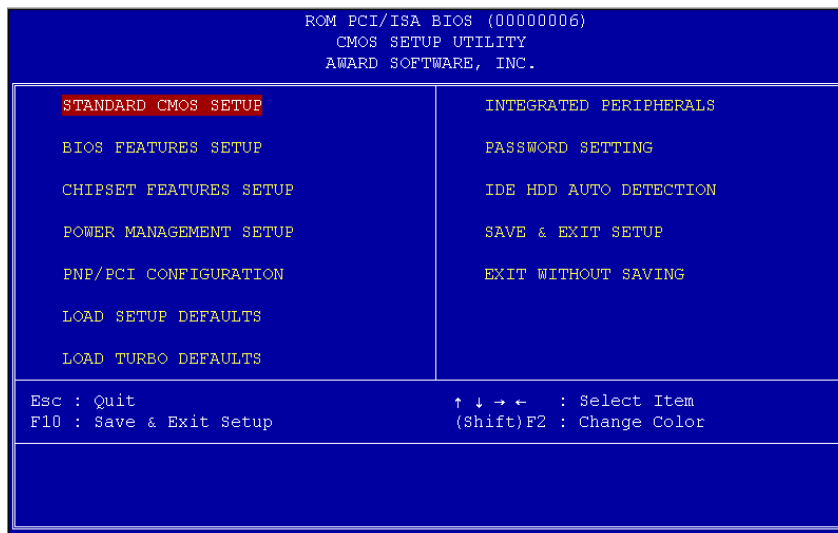 ROM PCI/ISA BIOS (00000006)
CMOS SETUP UTILITY
AWARD SOFTWARE, INC.
STANDARD CMOS SETUP
BIOS FEATURES SETUP
CHIPSET FEATURES SETUP
POWER MANAGEMENT SETUP
PNP/PCI CONFIGURATION
LOAD SETUP DEFAULTS
LOAD TURBO DEFAULTS
INTEGRATED PERIPHERALS
PASSWORD SETTING
IDE HDD AUTO DETECTION
SAVE & EXIT SETUP
EXIT WITHOUT SAVING
Esc : Quit
F10 : Save & Exit Setup
↑ ↓ → ← : Select Item
(Shift)F2 : Change Color